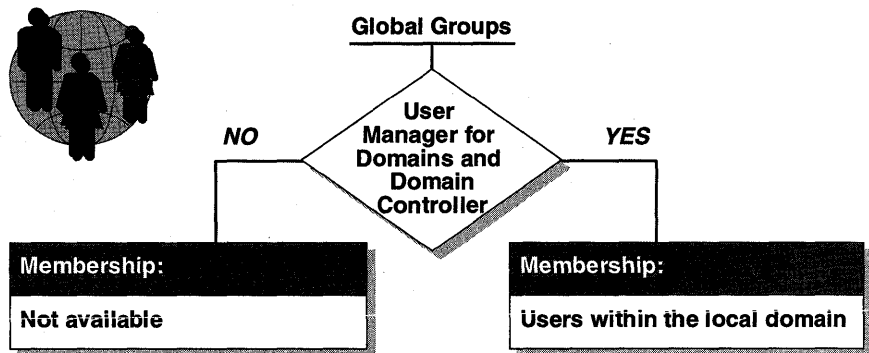 Global Groups
User
Manager for
Domains and
Domain
Controller
NO
YES
Membership:
Not available
Membership:
Users within the local domain